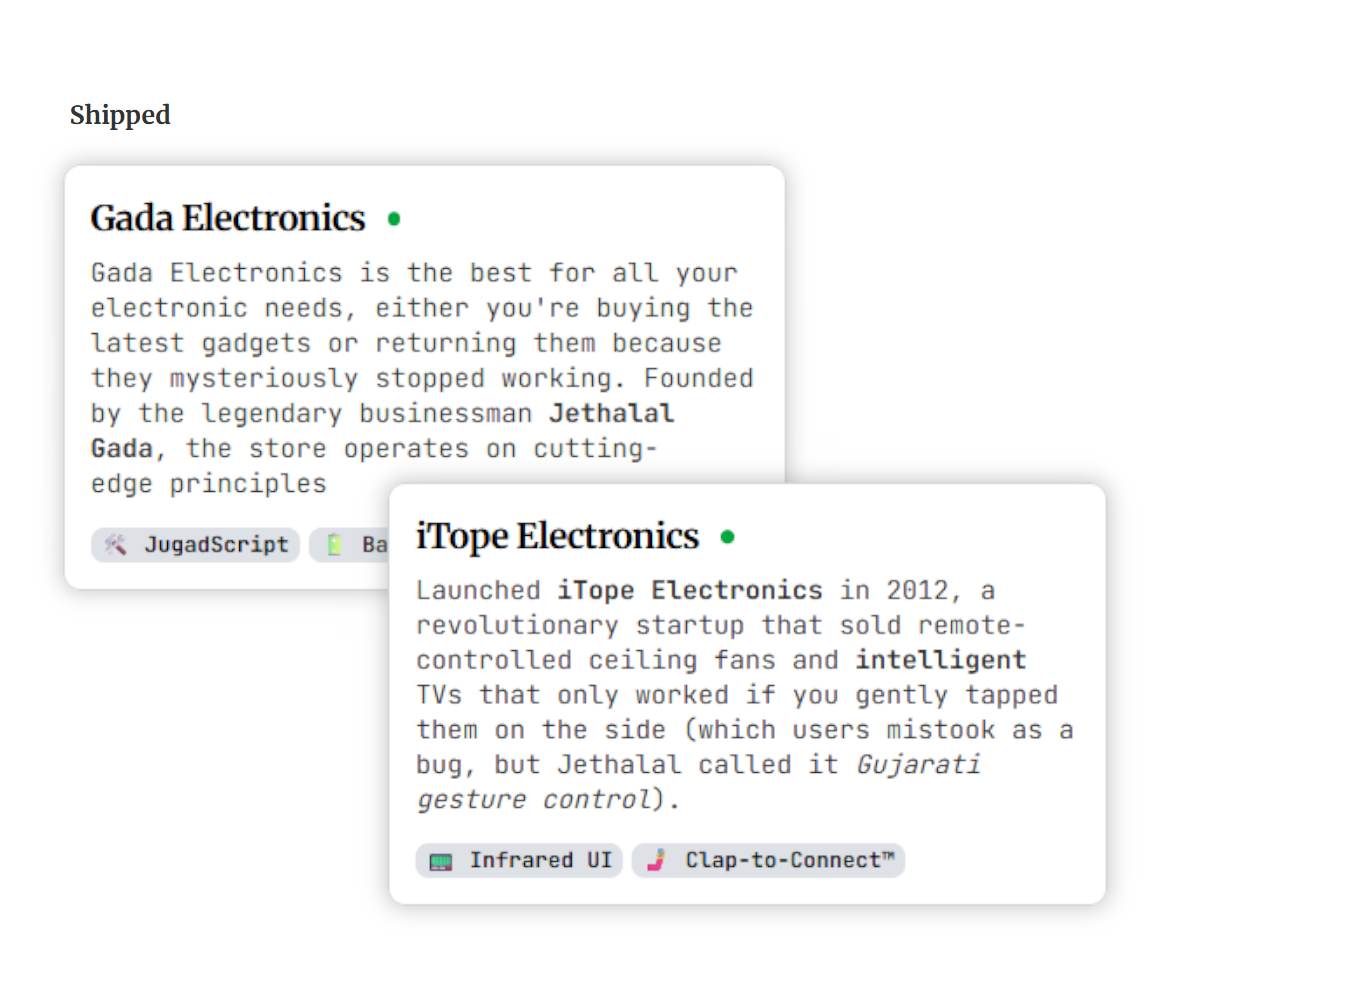 Shipped
Gada Electronics
Gada Electronics is the best for all your
electronic needs, either you're buying the
latest gadgets or returning them because
they mysteriously stopped working. Founded
by the legendary businessman Jethalal
Gada, the store operates on cutting-
edge principles
JugadScript
iTope Electronics
Launched iTope Electronics in 2012, a
revolutionary startup that sold remote-
controlled ceiling fans and intelligent
TVs that only worked if you gently tapped
them on the side (which users mistook as a
bug, but Jethalal called it Gujarati
gesture control).
Infrared UI Clap-to-Connect™